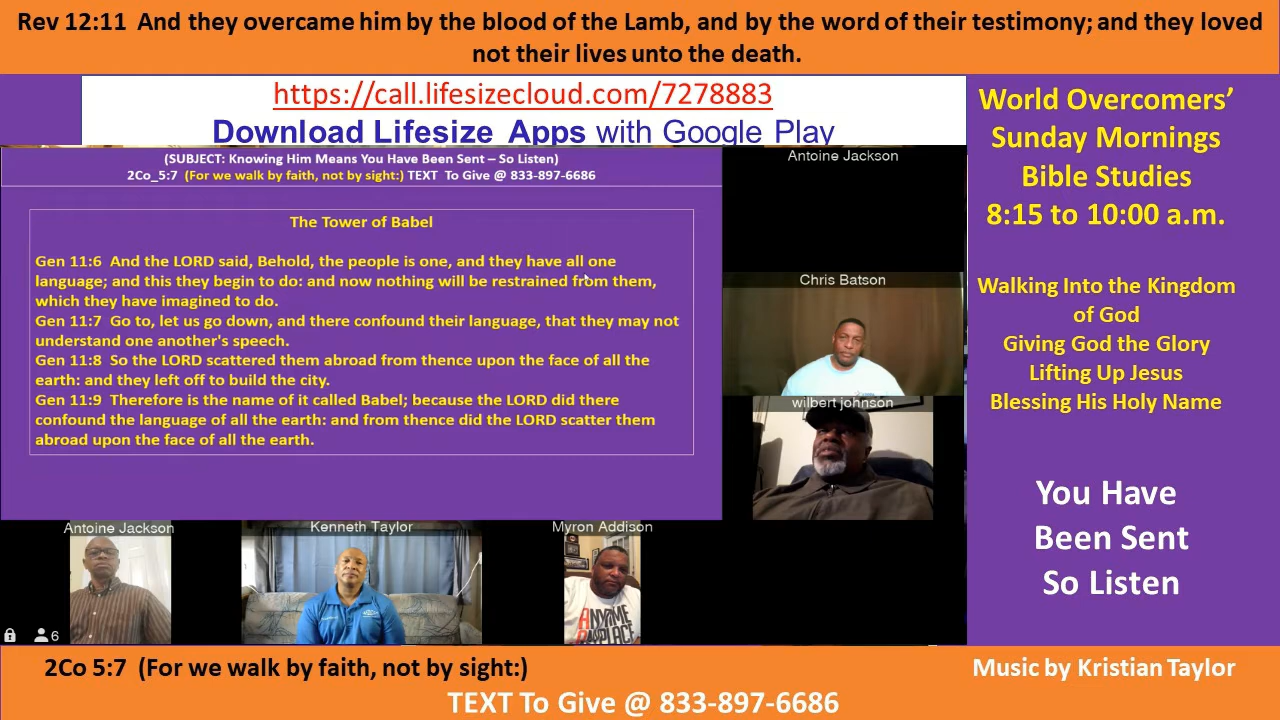 Rev 12:11 And they overcame him by the blood of the Lamb, and by the word of their testimony; and they loved
not their lives unto the death.
https://call.lifesizecloud.com/7278883
Download Lifesize Apps with Google Play
(SUBJECT: Knowing Him Means You Have Been Sent – So Listen)
2Co_5:7 (For we walk by faith, not by sight:) TEXT To Give @ 833-897-6686
The Tower of Babel
Gen 11:6 And the LORD said, Behold, the people is one, and they have all one
language; and this they begin to do: and now nothing will be restrained from them,
which they have imagined to do.
Gen 11:7 Go to, let us go down, and there confound their language, that they may not
understand one another's speech.
Gen 11:8 So the LORD scattered them abroad from thence upon the face of all the
earth: and they left off to build the city.
Gen 11:9 Therefore is the name of it called Babel; because the LORD did there
confound the language of all the earth: and from thence did the LORD scatter them
abroad upon the face of all the earth.
Antoine Jackson
Chris Batson
wilbert johnson
Antoine Jackson
Kenneth Taylor
Myron Addison
ANYTIME
ANYPLACE
6
World Overcomers'
Sunday Mornings
Bible Studies
8:15 to 10:00 a.m.
Walking Into the Kingdom
of God
Giving God the Glory
Lifting Up Jesus
Blessing His Holy Name
You Have
Been Sent
So Listen
2Co 5:7 (For we walk by faith, not by sight:)
Music by Kristian Taylor
TEXT To Give @ 833-897-6686